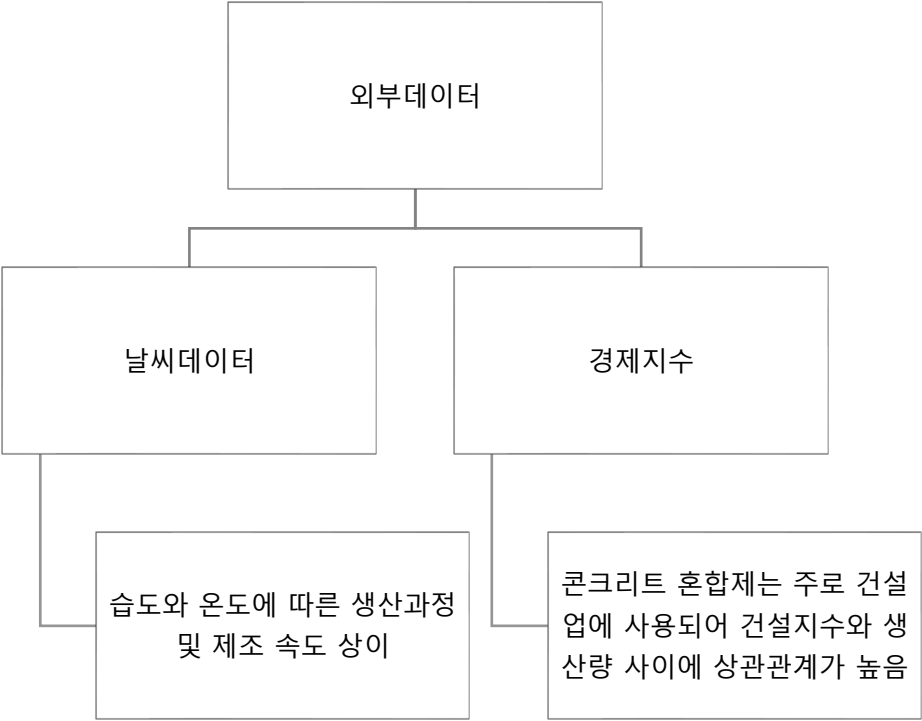 외부데이터
날씨데이터
경제지수
습도와 온도에 따른 생산과정
및 제조 속도 상이
콘크리트 혼합제는 주로 건설
업에 사용되어 건설지수와 생
산량 사이에 상관관계가 높음